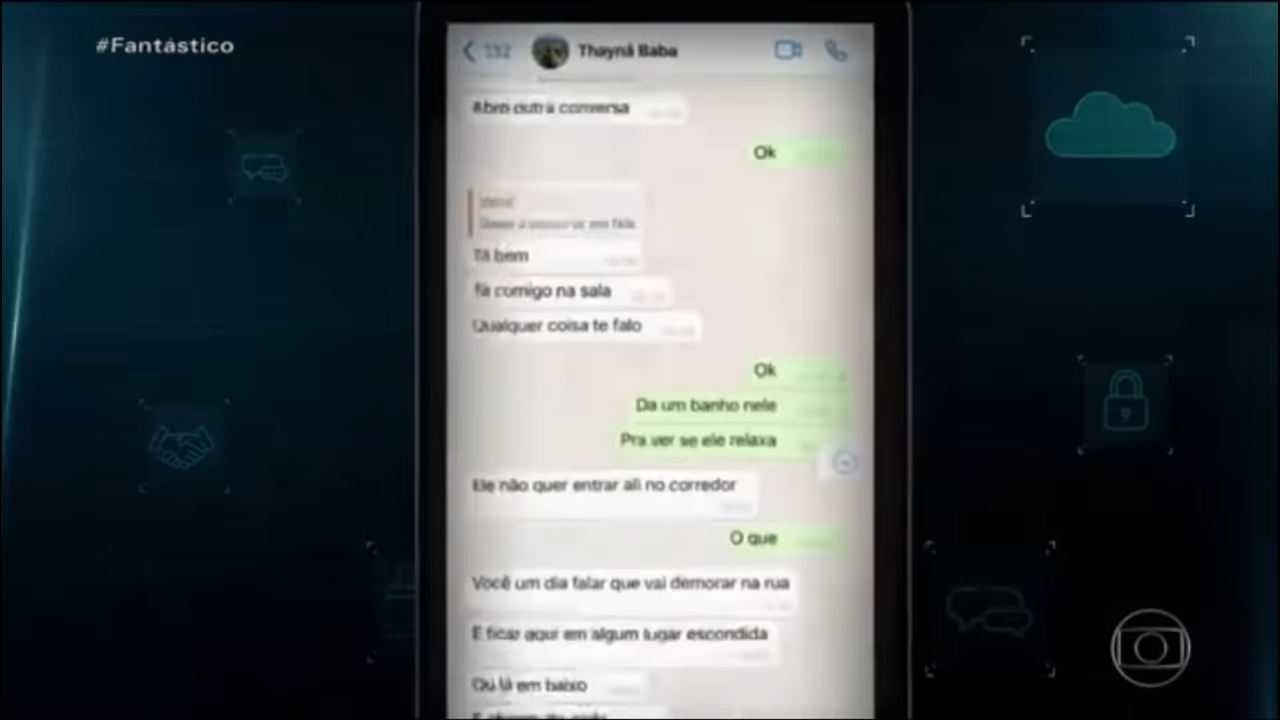 #Fantástico
132
Thayná Baba
Abro outra conversa
Ok
Tá bem
Tá comigo na sala
Qualquer coisa te falo
Ok
Da um banho nele
Pra ver se ele relaxa
Ele não quer entrar ali no corredor
O que
Você um dia falar que vai demorar na rua
E ficar aqui em algum lugar escondida
Ou lá em baixo